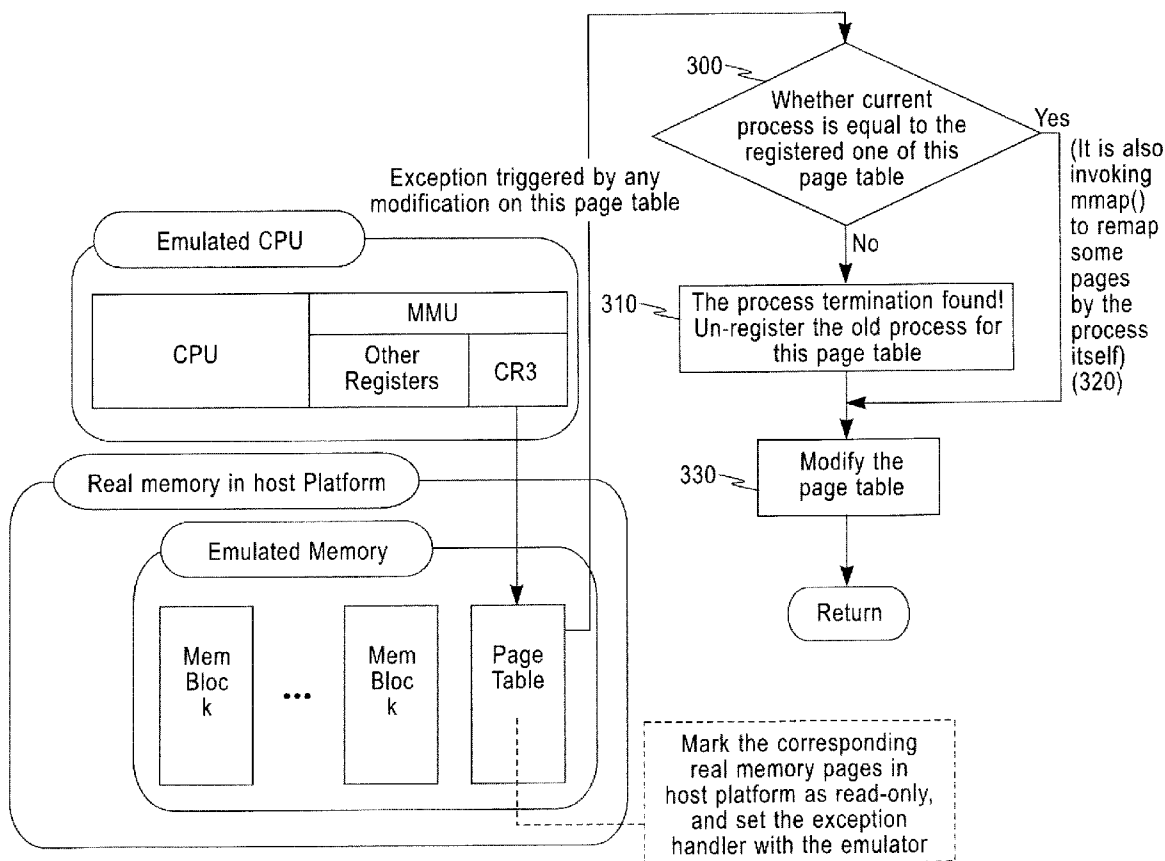 300
Whether current
process is equal to the
registered one of this
page table
Yes
(It is also
invoking
mmap()
to remap
some
pages
by the
process
itself)
(320)
No
Exception triggered by any
modification on this page table
310
The process termination found!
Un-register the old process for
this page table
330
Modify the
page table
Return
Emulated CPU
CPU
MMU
Other
Registers
CR3
Real memory in host Platform
Emulated Memory
Mem
Bloc
k
...
Mem
Bloc
k
Page
Table
Mark the corresponding
real memory pages in
host platform as read-only,
and set the exception
handler with the emulator